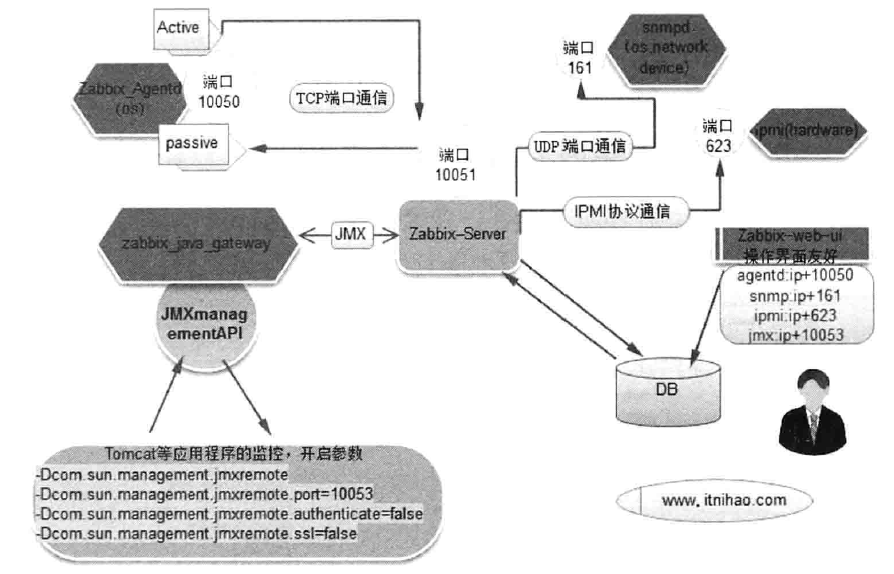 Active
Zabbix_Agentd
(os)
端口
10050
passive
TCP端口通信
端口
10051
端口
161
snmpd
(os,network
device)
UDP 端口通信
端口
623
ipmi(hardware)
IPMI协议通信
zabbix_java_gateway
JMX
Zabbix-Server
Zabbix-web-ui
操作界面友好
agentd:ip+10050
snmp:ip+161
ipmi:ip+623
jmx:ip+10053
JMXmanag
ementAPI
DB
Tomcat等应用程序的监控，开启参数
-Dcom.sun.management.jmxremote
-Dcom.sun.management.jmxremote.port=10053
-Dcom.sun.management.jmxremote.authenticate=false
-Dcom.sun.management.jmxremote.ssl=false
www.itnihao.com